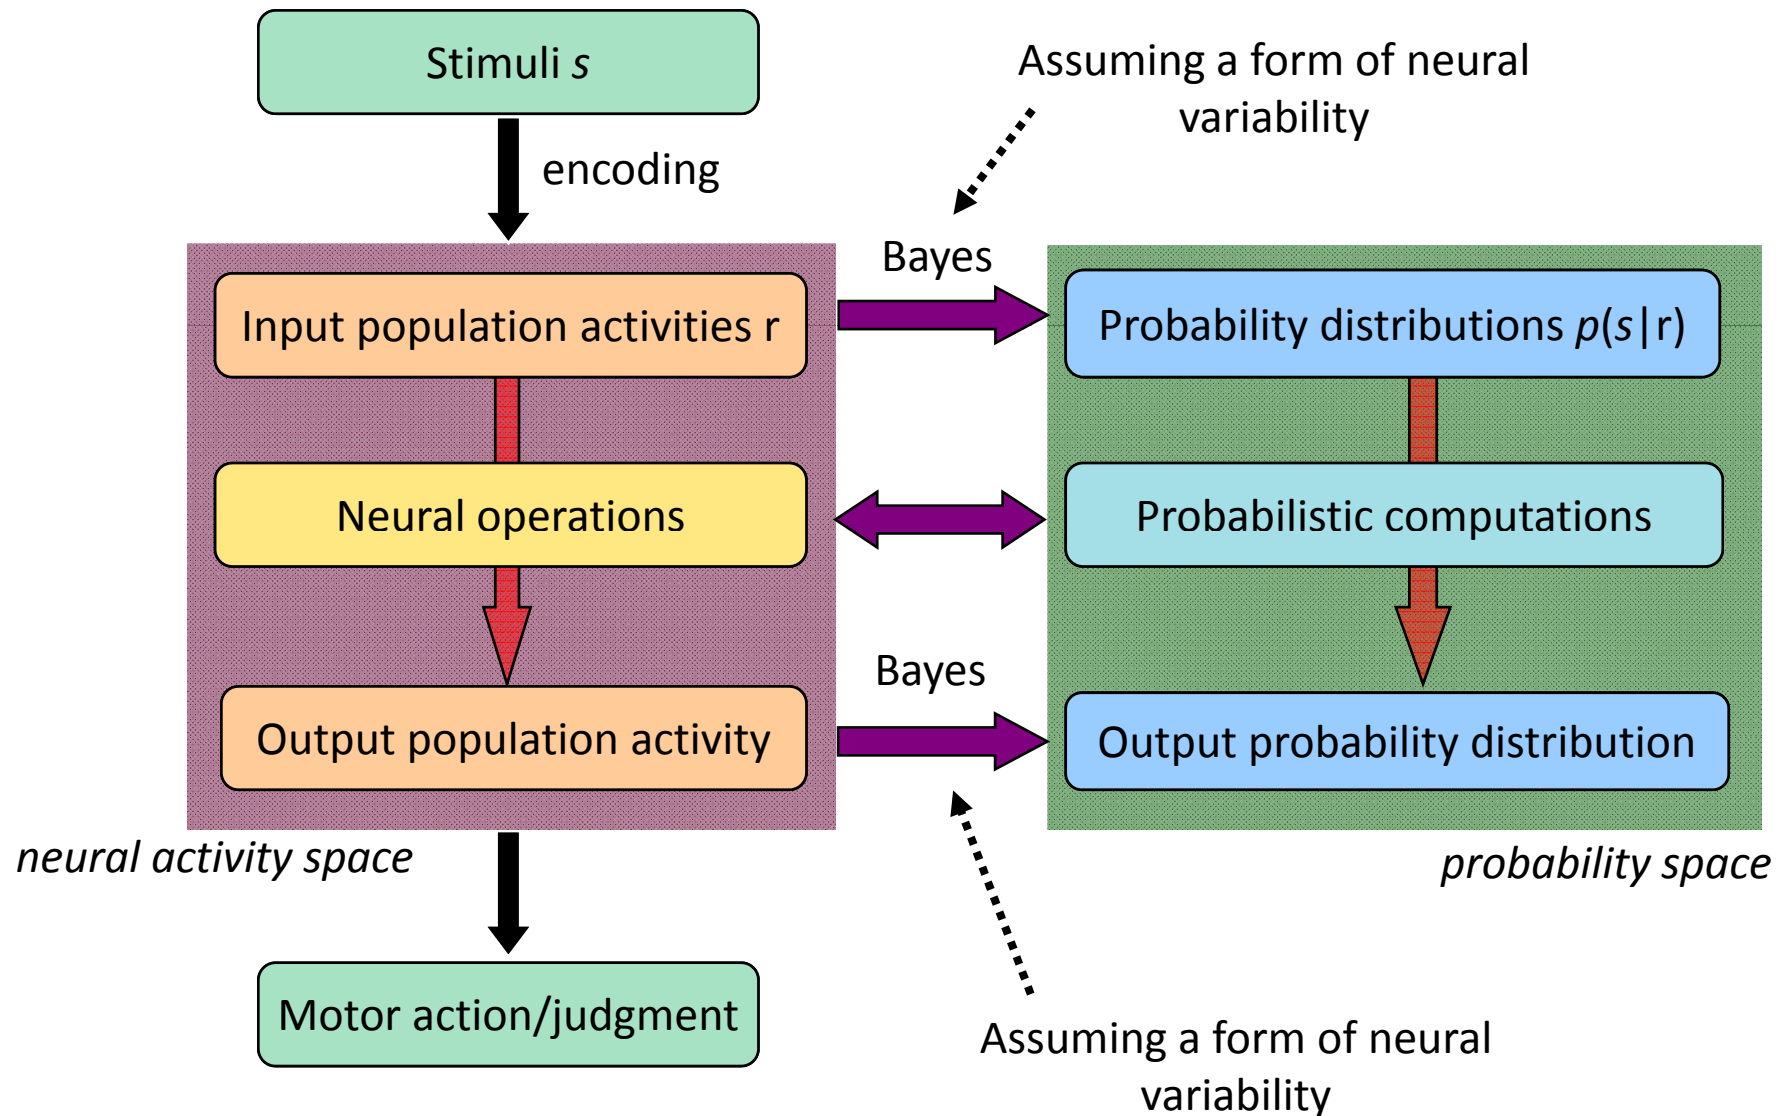 Stimuli s
Assuming a form of neural
variability
encoding
Bayes
Input population activities r
Probability distributions p(s|r)
Neural operations
Probabilistic computations
Bayes
Output population activity
Output probability distribution
neural activity space
probability space
Motor action/judgment
Assuming a form of neural
variability